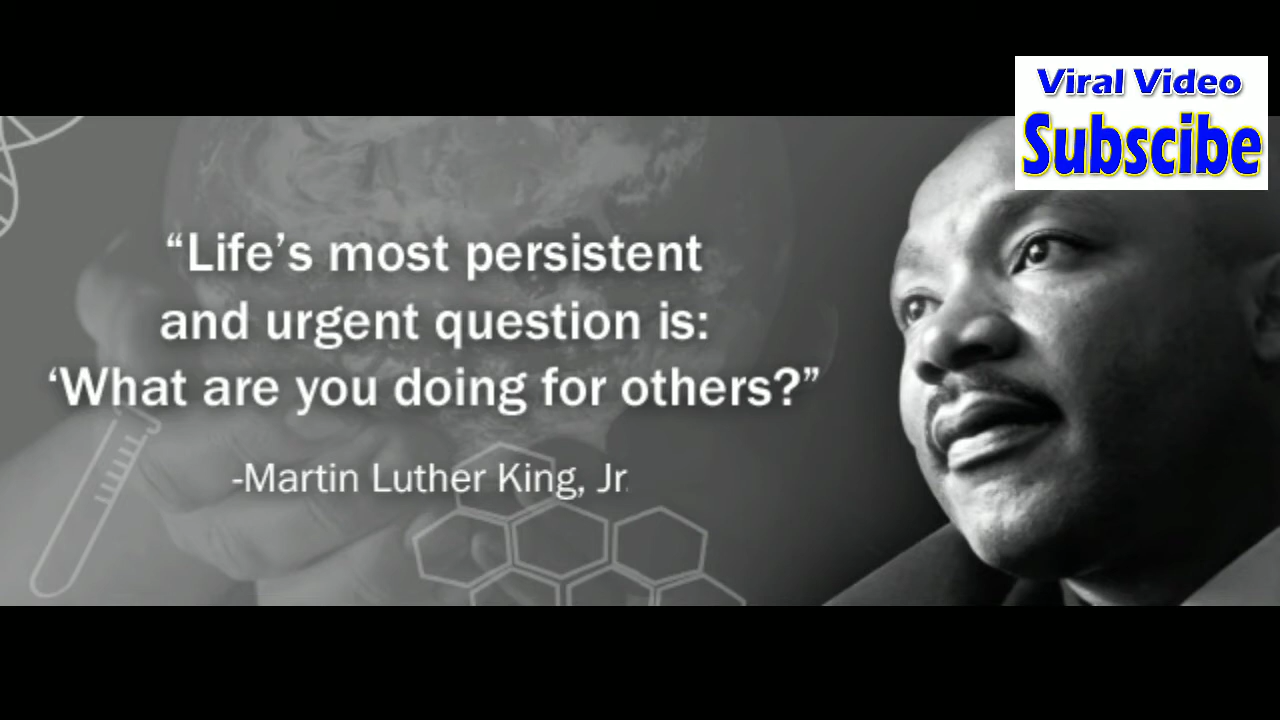 Viral Video
Subscibe
“Life’s most persistent
and urgent question is:
‘What are you doing for others?”
-Martin Luther King, Jr.